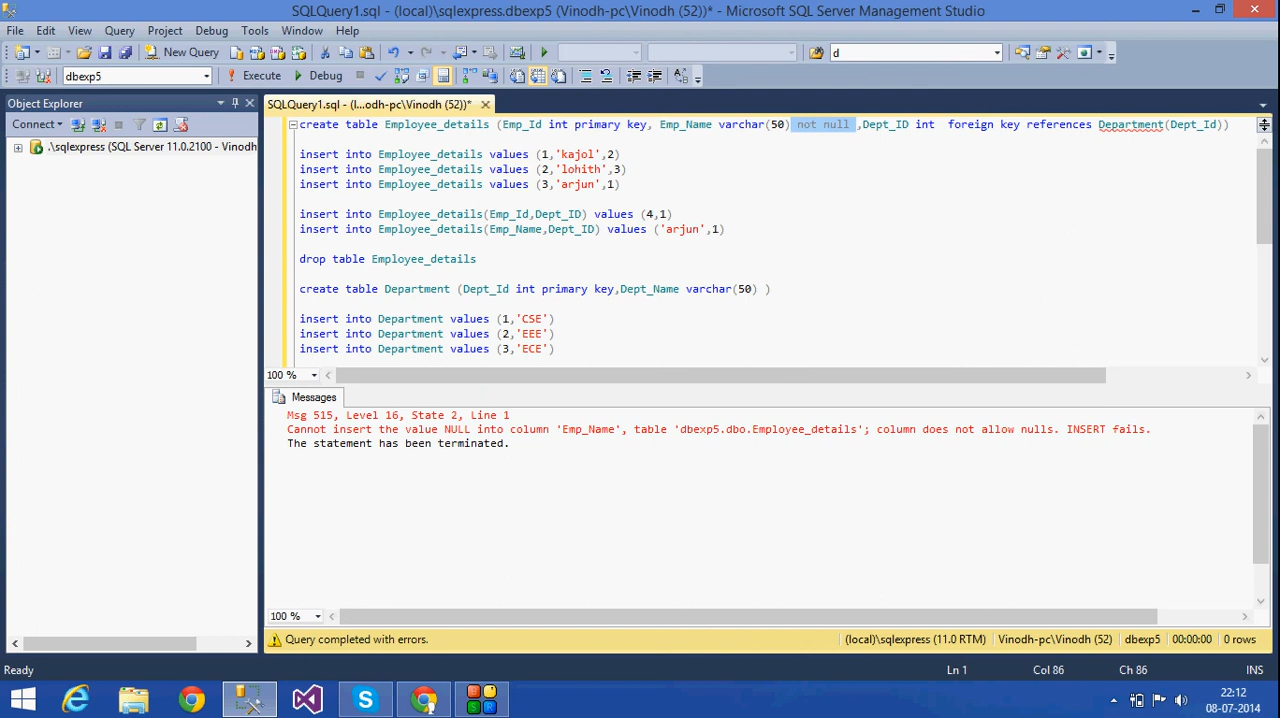 SQLQuery1.sql - (local)\sqlexpress.dbexp5 (Vinodh-pc\Vinodh (52))* - Microsoft SQL Server Management Studio
File Edit View Query Project Debug Tools Window Help
New Query d
dbexp5 Execute Debug
Object Explorer
SQLQuery1.sql - (l...odh-pc\Vinodh (52))*
Connect
.\sqlexpress (SQL Server 11.0.2100 - Vinodh
create table Employee_details (Emp_Id int primary key, Emp_Name varchar(50) not null ,Dept_ID int  foreign key references Department(Dept_Id))
insert into Employee_details values (1,'kajol',2)
insert into Employee_details values (2,'lohith',3)
insert into Employee_details values (3,'arjun',1)
insert into Employee_details(Emp_Id,Dept_ID) values (4,1)
insert into Employee_details(Emp_Name,Dept_ID) values ('arjun',1)
drop table Employee_details
create table Department (Dept_Id int primary key,Dept_Name varchar(50) )
insert into Department values (1,'CSE')
insert into Department values (2,'EEE')
insert into Department values (3,'ECE')
100 %
Messages
Msg 515, Level 16, State 2, Line 1
Cannot insert the value NULL into column 'Emp_Name', table 'dbexp5.dbo.Employee_details'; column does not allow nulls. INSERT fails.
The statement has been terminated.
100 %
Query completed with errors. (local)\sqlexpress (11.0 RTM) Vinodh-pc\Vinodh (52) dbexp5 00:00:00 0 rows
Ready Ln 1 Col 86 Ch 86 INS
S R
22:12
08-07-2014